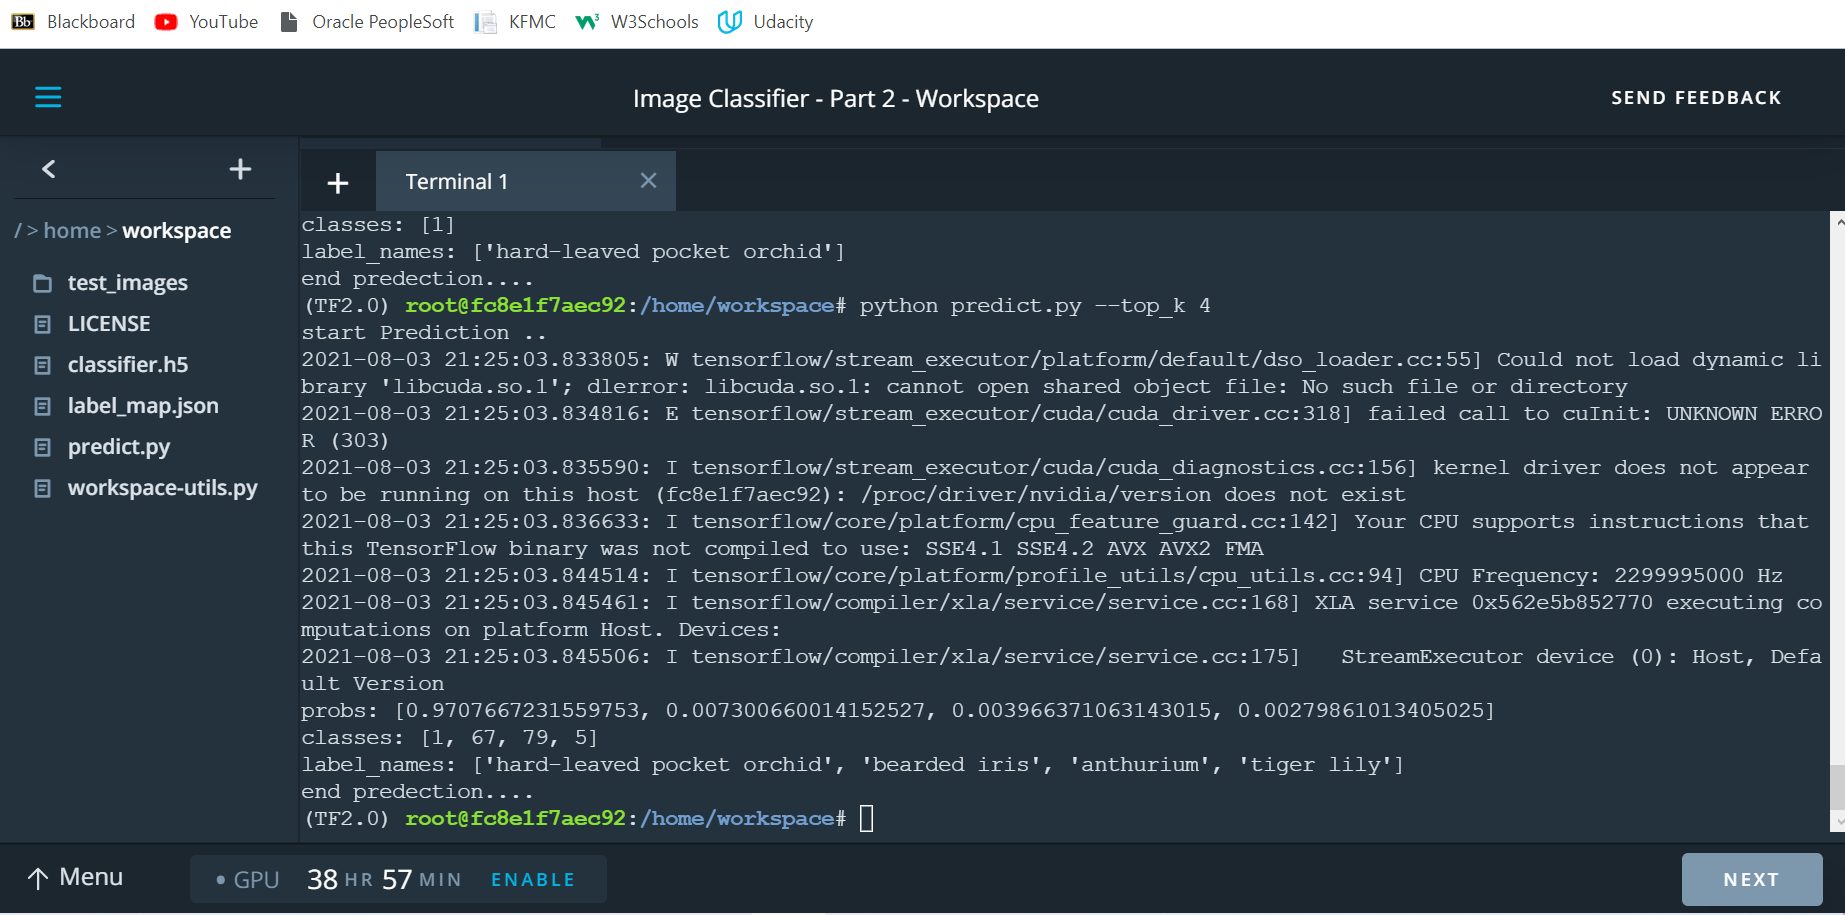 Blackboard YouTube Oracle PeopleSoft KFMC W3Schools Udacity
Image Classifier - Part 2 - Workspace
SEND FEEDBACK
/ > home > workspace
test_images
LICENSE
classifier.h5
label_map.json
predict.py
workspace-utils.py
Terminal 1
classes: [1]
label_names: ['hard-leaved pocket orchid']
end predection....
(TF2.0) root@fc8e1f7aec92:/home/workspace# python predict.py --top_k 4
start Prediction ..
2021-08-03 21:25:03.833805: W tensorflow/stream_executor/platform/default/dso_loader.cc:55] Could not load dynamic li
brary 'libcuda.so.1'; dlerror: libcuda.so.1: cannot open shared object file: No such file or directory
2021-08-03 21:25:03.834816: E tensorflow/stream_executor/cuda/cuda_driver.cc:318] failed call to cuInit: UNKNOWN ERRO
R (303)
2021-08-03 21:25:03.835590: I tensorflow/stream_executor/cuda/cuda_diagnostics.cc:156] kernel driver does not appear
to be running on this host (fc8e1f7aec92): /proc/driver/nvidia/version does not exist
2021-08-03 21:25:03.836633: I tensorflow/core/platform/cpu_feature_guard.cc:142] Your CPU supports instructions that
this TensorFlow binary was not compiled to use: SSE4.1 SSE4.2 AVX AVX2 FMA
2021-08-03 21:25:03.844514: I tensorflow/core/platform/profile_utils/cpu_utils.cc:94] CPU Frequency: 2299995000 Hz
2021-08-03 21:25:03.845461: I tensorflow/compiler/xla/service/service.cc:168] XLA service 0x562e5b852770 executing co
mputations on platform Host. Devices:
2021-08-03 21:25:03.845506: I tensorflow/compiler/xla/service/service.cc:175]   StreamExecutor device (0): Host, Defa
ult Version
probs: [0.9707667231559753, 0.007300660014152527, 0.003966371063143015, 0.00279861013405025]
classes: [1, 67, 79, 5]
label_names: ['hard-leaved pocket orchid', 'bearded iris', 'anthurium', 'tiger lily']
end predection....
(TF2.0) root@fc8e1f7aec92:/home/workspace#
Menu
GPU 38 HR 57 MIN ENABLE
NEXT